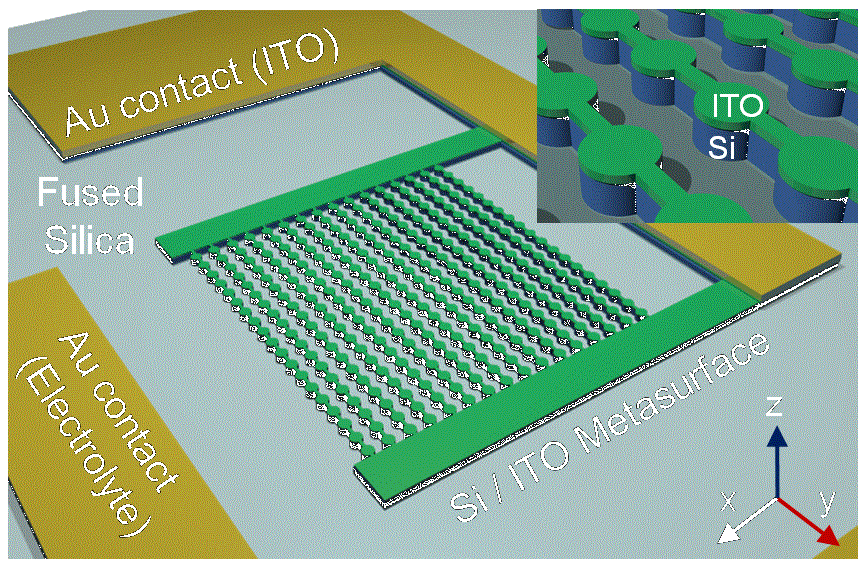 Au contact (ITO)
ITO
Si
Fused
Silica
Au contact
(Electrolyte)
Si / ITO Metasurface
z
x
y